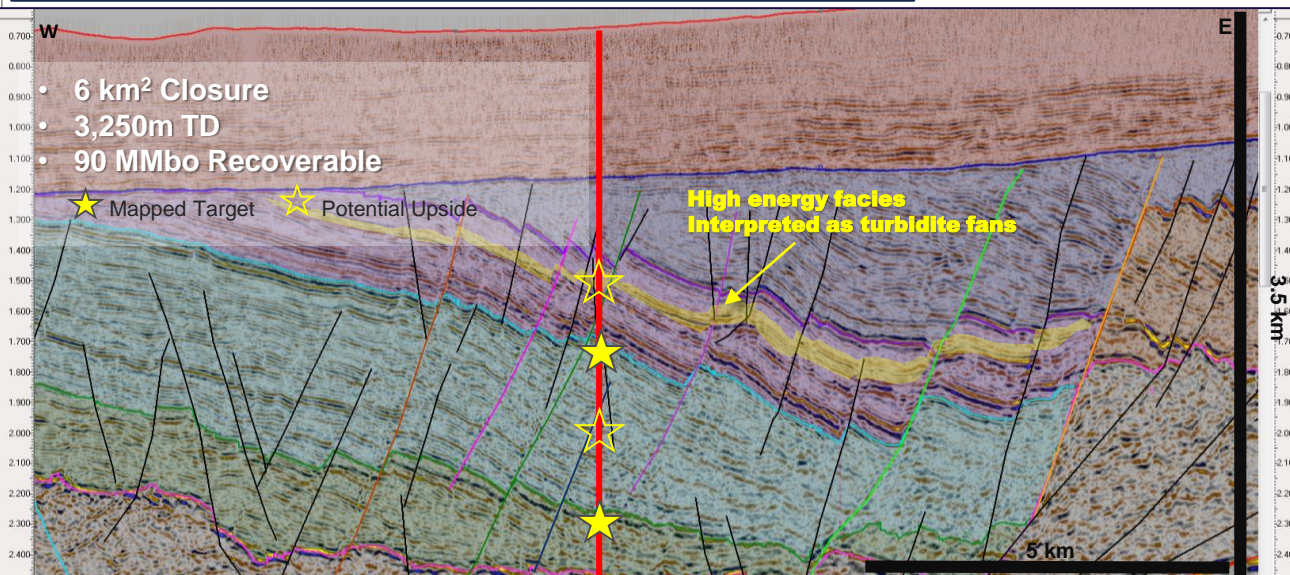 W
E
• 6 km² Closure
• 3,250m TD
• 90 MMbo Recoverable
Mapped Target
Potential Upside
High energy facies
Interpreted as turbidite fans
0.700
0.800
0.900
1.000
1.100
1.200
1.300
1.400
1.500
1.600
1.700
1.800
1.900
2.000
2.100
2.200
2.300
2.400
3.5 km
5 km